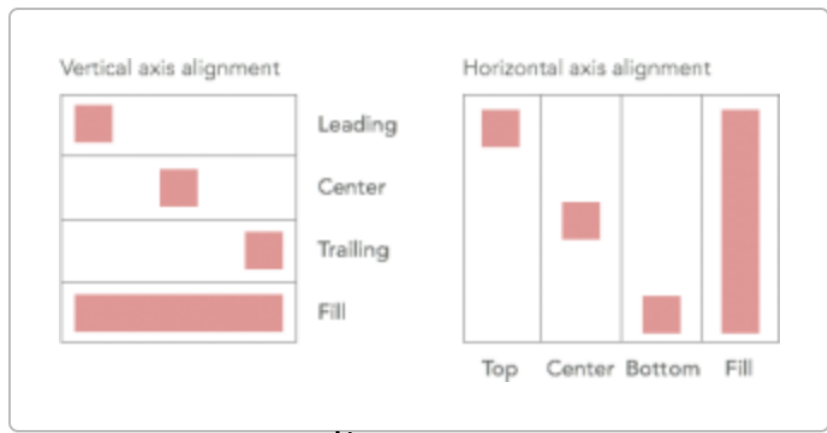 Vertical axis alignment
Leading
Center
Trailing
Fill
Horizontal axis alignment
Top Center Bottom Fill